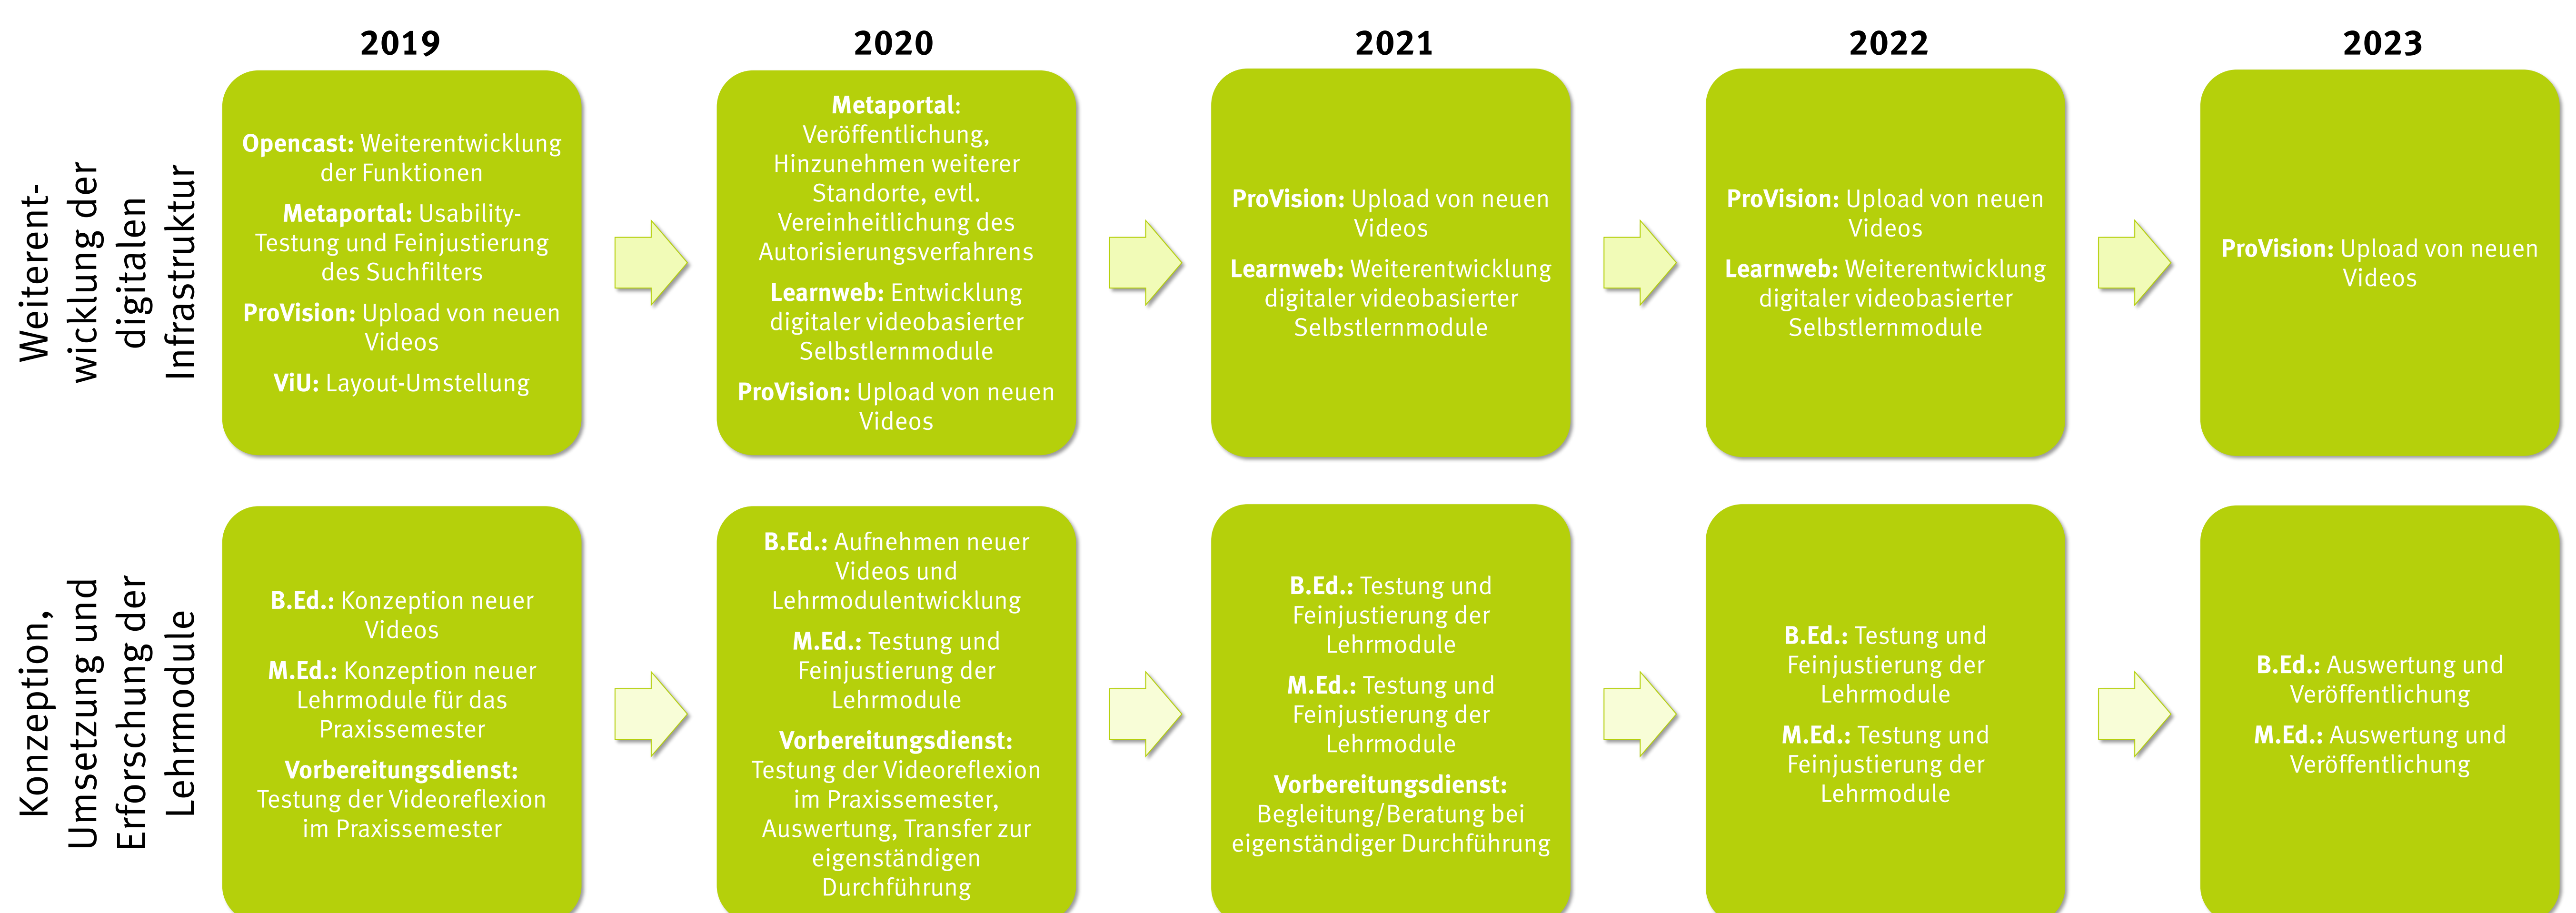 2019
2020
2021
2022
2023
Weiterent-
wicklung der
digitalen
Infrastruktur
Opencast: Weiterentwicklung
der Funktionen
Metaportal: Usability-
Testung und Feinjustierung
des Suchfilters
ProVision: Upload von neuen
Videos
ViU: Layout-Umstellung
Metaportal:
Veröffentlichung,
Hinzunehmen weiterer
Standorte, evtl.
Vereinheitlichung des
Autorisierungsverfahrens
Learnweb: Entwicklung
digitaler videobasierter
Selbstlernmodule
ProVision: Upload von neuen
Videos
ProVision: Upload von neuen
Videos
Learnweb: Weiterentwicklung
digitaler videobasierter
Selbstlernmodule
ProVision: Upload von neuen
Videos
Learnweb: Weiterentwicklung
digitaler videobasierter
Selbstlernmodule
ProVision: Upload von neuen
Videos
Konzeption,
Umsetzung und
Erforschung der
Lehrmodule
B.Ed.: Konzeption neuer
Videos
M.Ed.: Konzeption neuer
Lehrmodule für das
Praxissemester
Vorbereitungsdienst:
Testung der Videoreflexion
im Praxissemester
B.Ed.: Aufnehmen neuer
Videos und
Lehrmodulentwicklung
M.Ed.: Testung und
Feinjustierung der
Lehrmodule
Vorbereitungsdienst:
Testung der Videoreflexion
im Praxissemester,
Auswertung, Transfer zur
eigenständigen
Durchführung
B.Ed.: Testung und
Feinjustierung der
Lehrmodule
M.Ed.: Testung und
Feinjustierung der
Lehrmodule
Vorbereitungsdienst:
Begleitung/Beratung bei
eigenständiger Durchführung
B.Ed.: Testung und
Feinjustierung der
Lehrmodule
M.Ed.: Testung und
Feinjustierung der
Lehrmodule
B.Ed.: Auswertung und
Veröffentlichung
M.Ed.: Auswertung und
Veröffentlichung